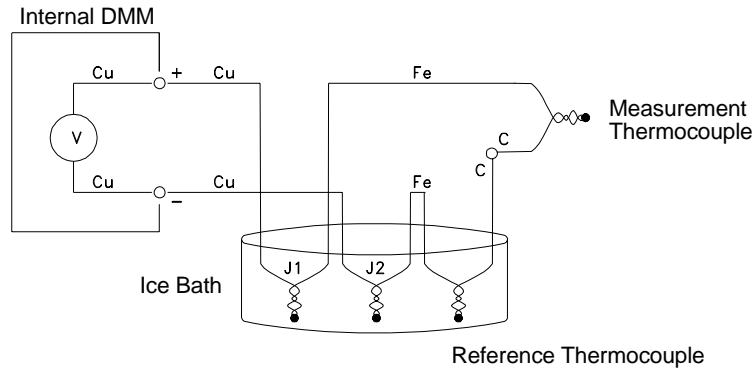 Internal DMM
Cu
+
Cu
Fe
Measurement
Thermocouple
V
C
C
Cu
Cu
Fe
−
J1
J2
Ice Bath
Reference Thermocouple